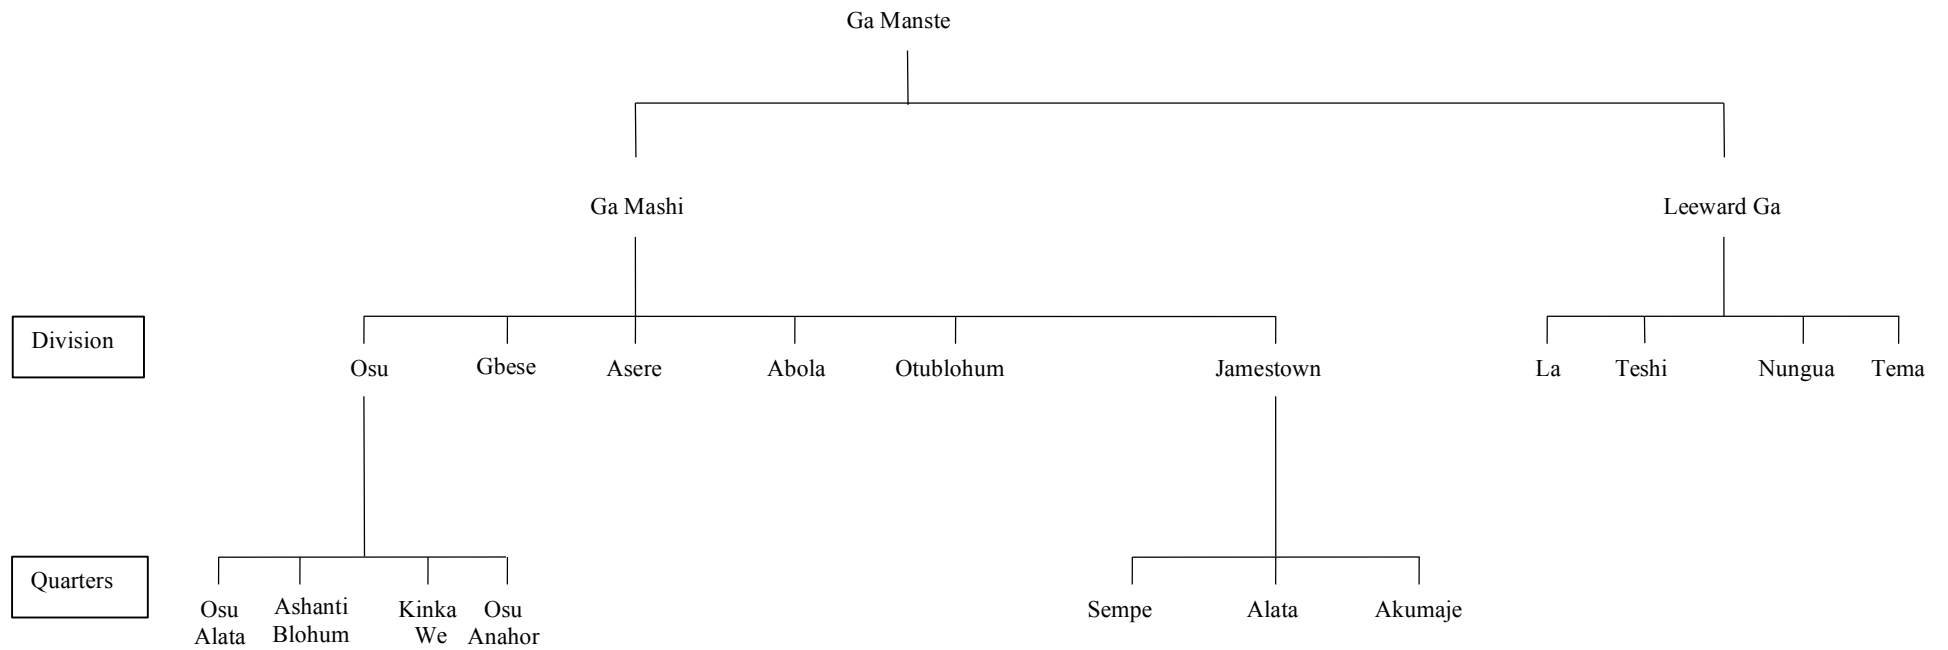 Ga Manste
Ga Mashi
Leeward Ga
Division
Osu
Gbese
Asere
Abola
Otublohum
Jamestown
La
Teshi
Nungua
Tema
Quarters
Osu
Alata
Ashanti
Blohum
Kinka
We
Osu
Anahor
Sempe
Alata
Akumaje